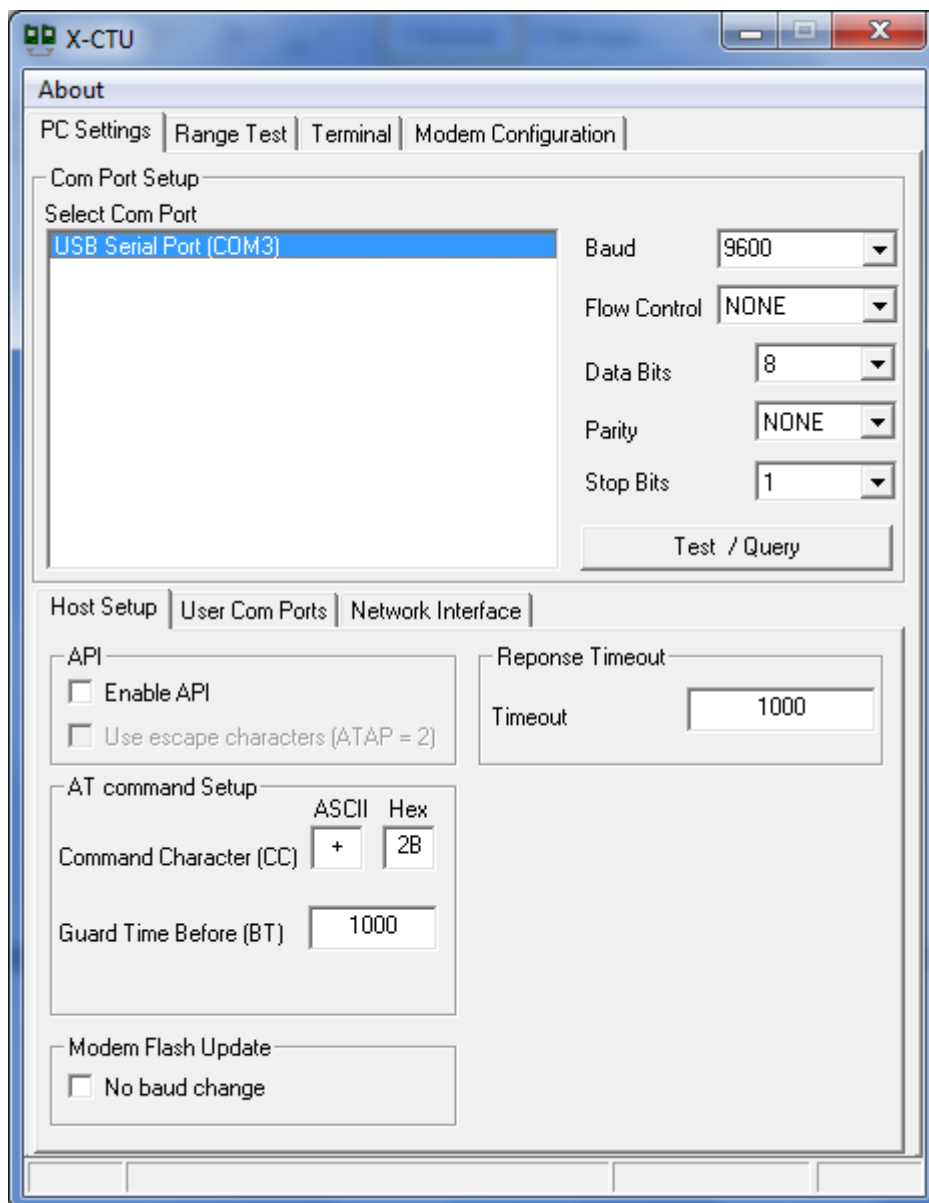 X-CTU
About
PC Settings Range Test Terminal Modem Configuration
Com Port Setup
Select Com Port
USB Serial Port (COM3)
Baud 9600
Flow Control NONE
Data Bits 8
Parity NONE
Stop Bits 1
Test / Query
Host Setup User Com Ports Network Interface
API
Enable API
Use escape characters (ATAP = 2)
Reponse Timeout
Timeout 1000
AT command Setup
ASCII Hex
Command Character (CC) + 2B
Guard Time Before (BT) 1000
Modem Flash Update
No baud change